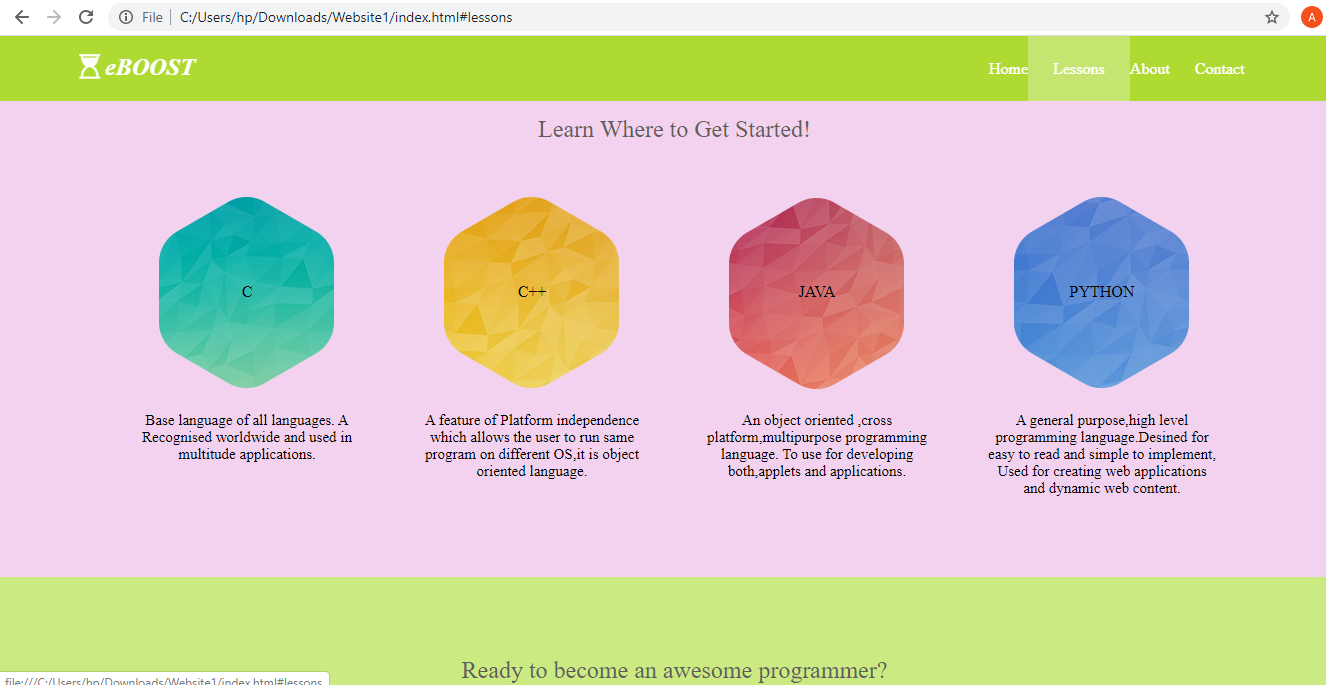 File C:/Users/hp/Downloads/Website1/index.html#lessons
A
eBOOST
Home Lessons About Contact
Learn Where to Get Started!
C
C++
JAVA
PYTHON
Base language of all languages. A
Recognised worldwide and used in
multitude applications.
A feature of Platform independence
which allows the user to run same
program on different OS,it is object
oriented language.
An object oriented ,cross
platform,multipurpose programming
language. To use for developing
both,applets and applications.
A general purpose,high level
programming language.Desined for
easy to read and simple to implement,
Used for creating web applications
and dynamic web content.
Ready to become an awesome programmer?
file:///C:/Users/hp/Downloads/Website1/index.html#lessons